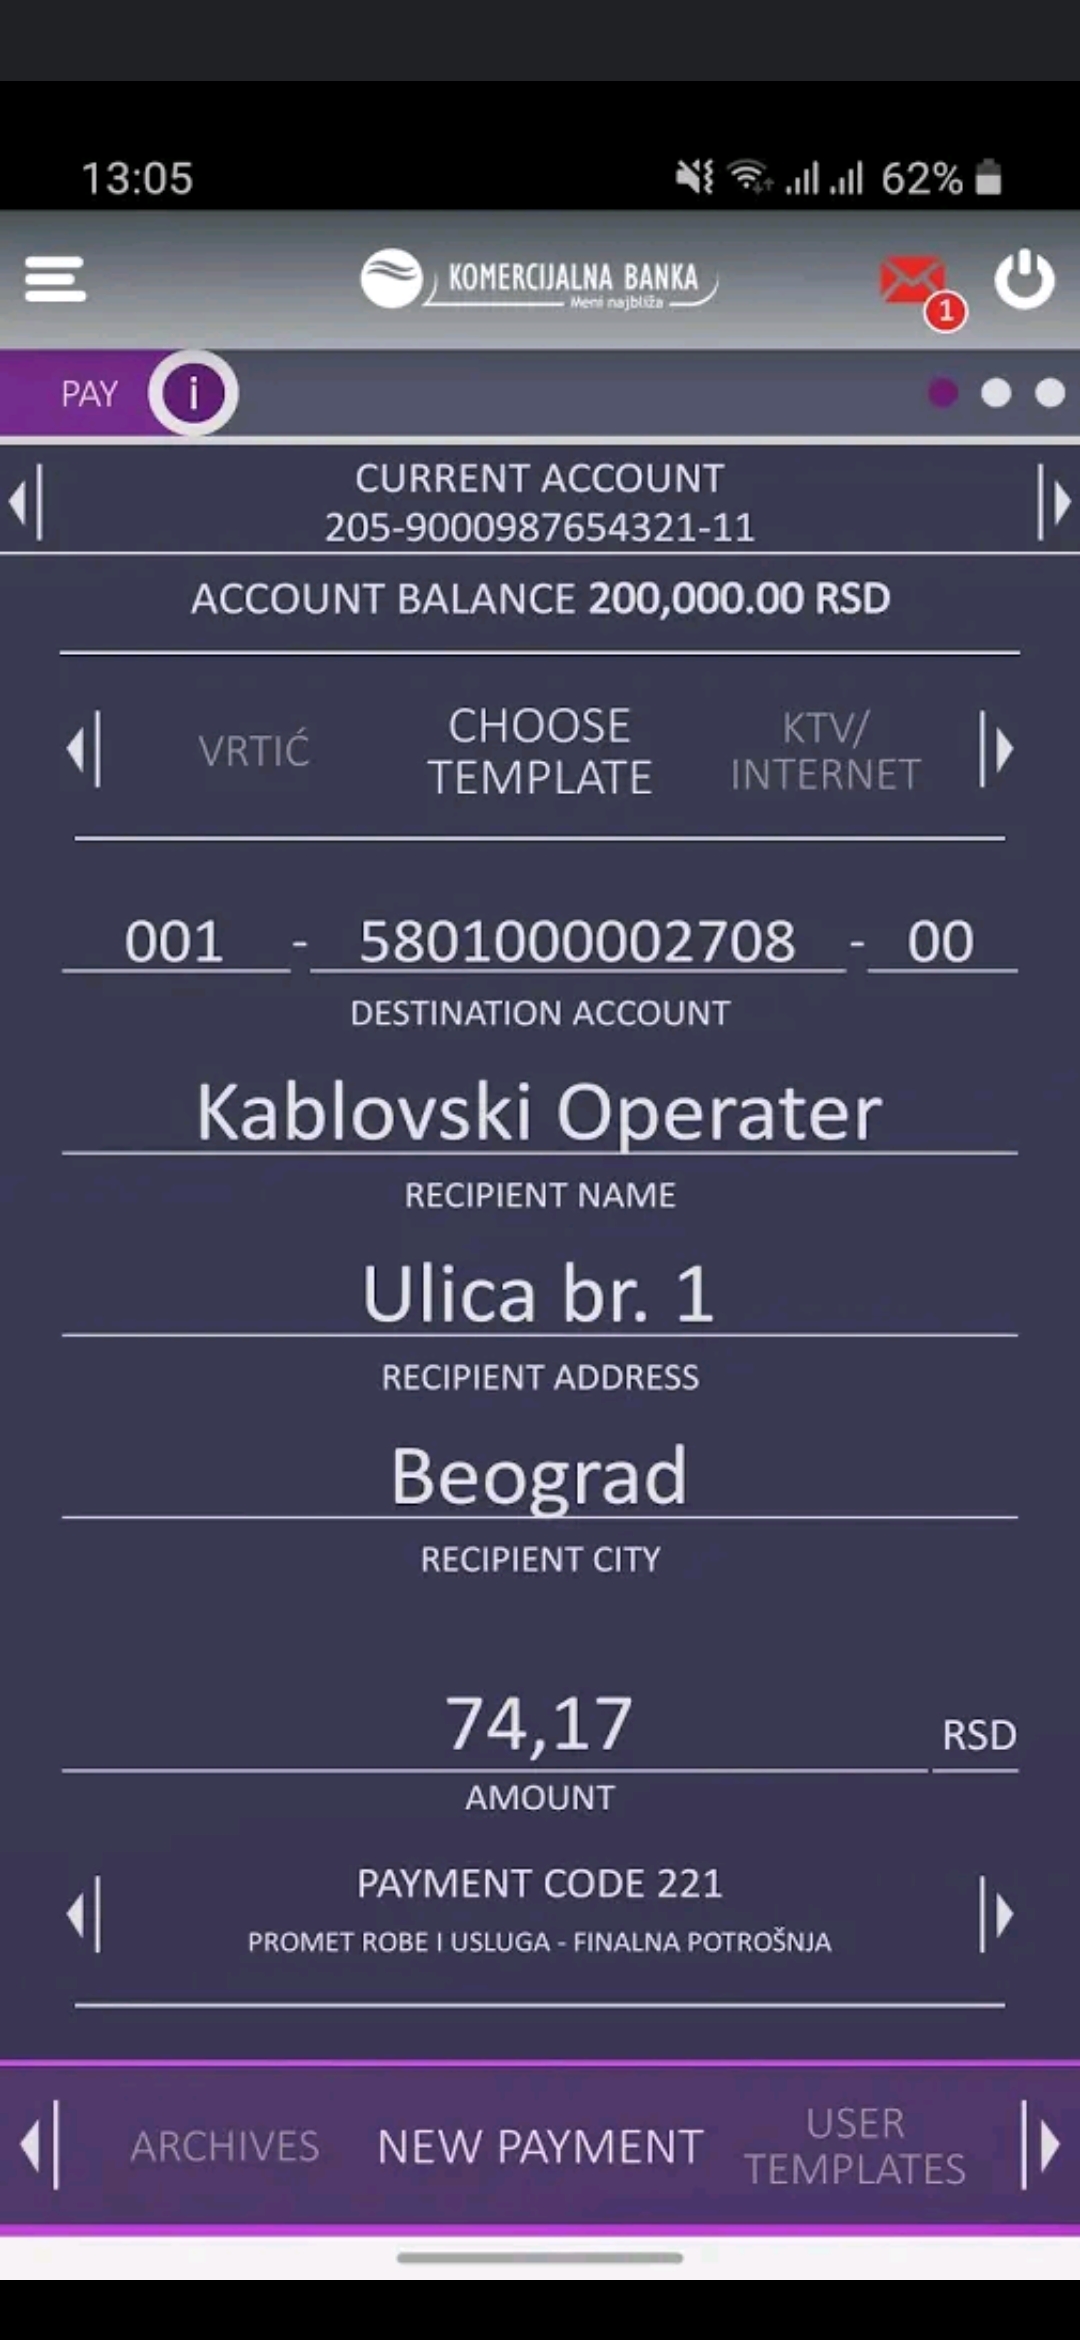 13:05
62%
KOMERCIJALNA BANKA
Meni najbliža
1
PAY i
CURRENT ACCOUNT
205-9000987654321-11
ACCOUNT BALANCE 200,000.00 RSD
VRTIĆ
CHOOSE
TEMPLATE
KTV/
INTERNET
001 - 5801000002708 - 00
DESTINATION ACCOUNT
Kablovski Operater
RECIPIENT NAME
Ulica br. 1
RECIPIENT ADDRESS
Beograd
RECIPIENT CITY
74,17 RSD
AMOUNT
PAYMENT CODE 221
PROMET ROBE I USLUGA - FINALNA POTROŠNJA
ARCHIVES
NEW PAYMENT
USER
TEMPLATES